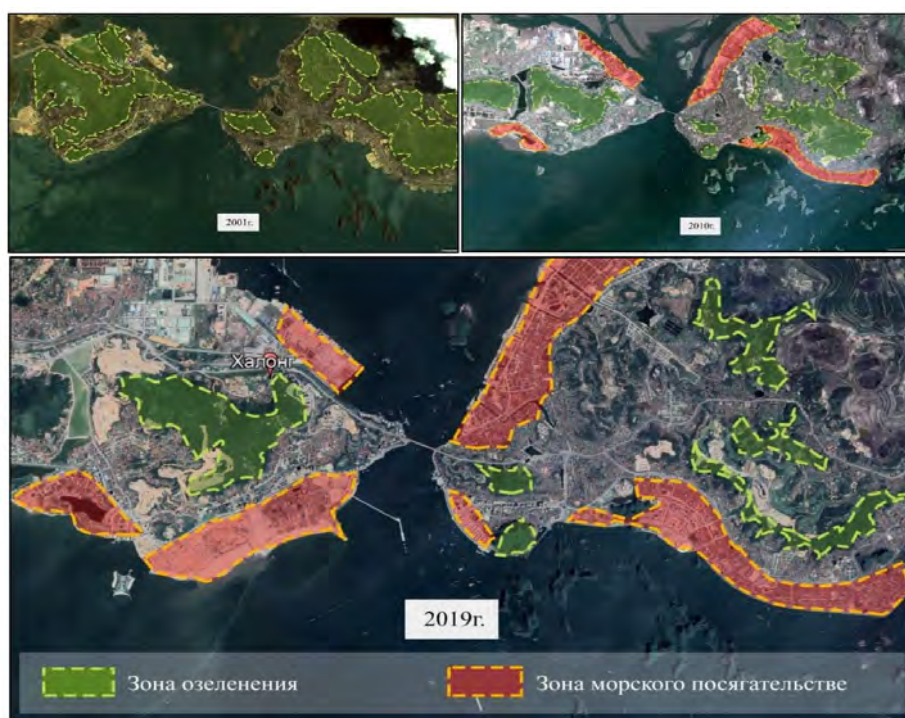 2001г.
2010г.
Халонг
2019г.
Зона озеленения
Зона морского посягательстве